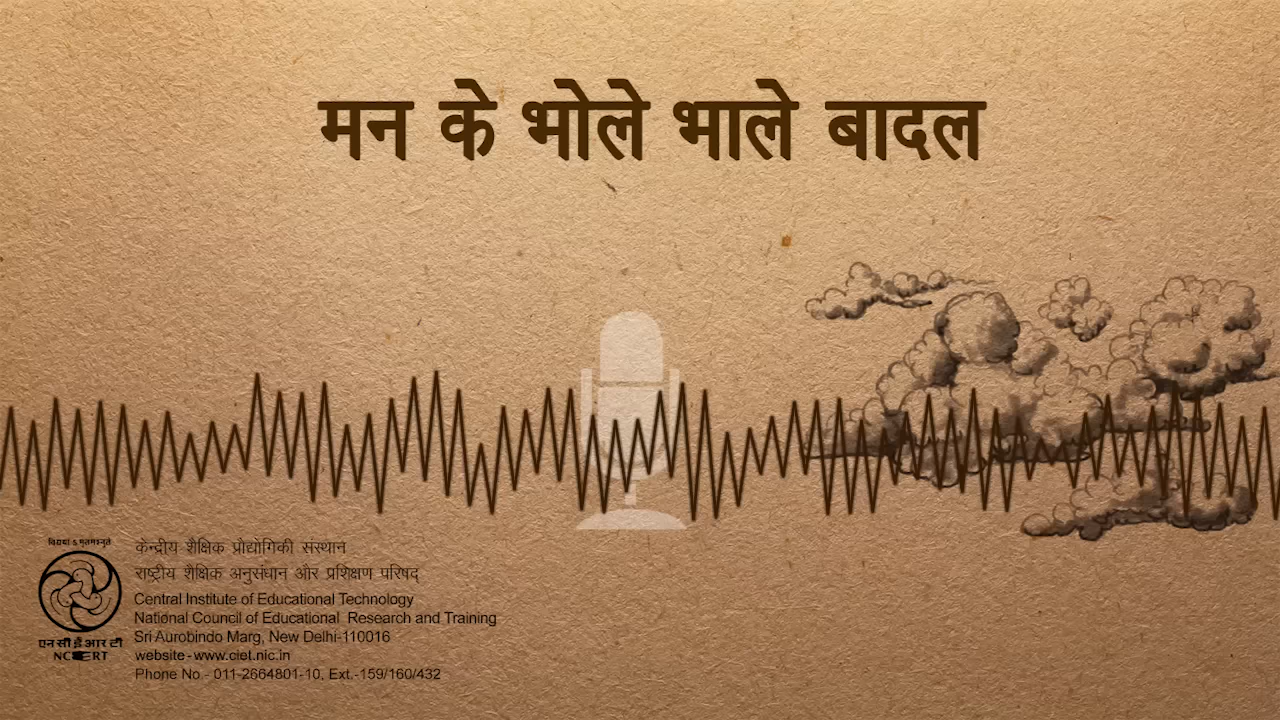 मन के भोले भाले बादल
विद्यया ऽ मृतमश्नुते
एन सी ई आर टी
NCERT
केन्द्रीय शैक्षिक प्रौद्योगिकी संस्थान
राष्ट्रीय शैक्षिक अनुसंधान और प्रशिक्षण परिषद्
Central Institute of Educational Technology
National Council of Educational Research and Training
Sri Aurobindo Marg, New Delhi-110016
website - www.ciet.nic.in
Phone No - 011-2664801-10, Ext.-159/160/432